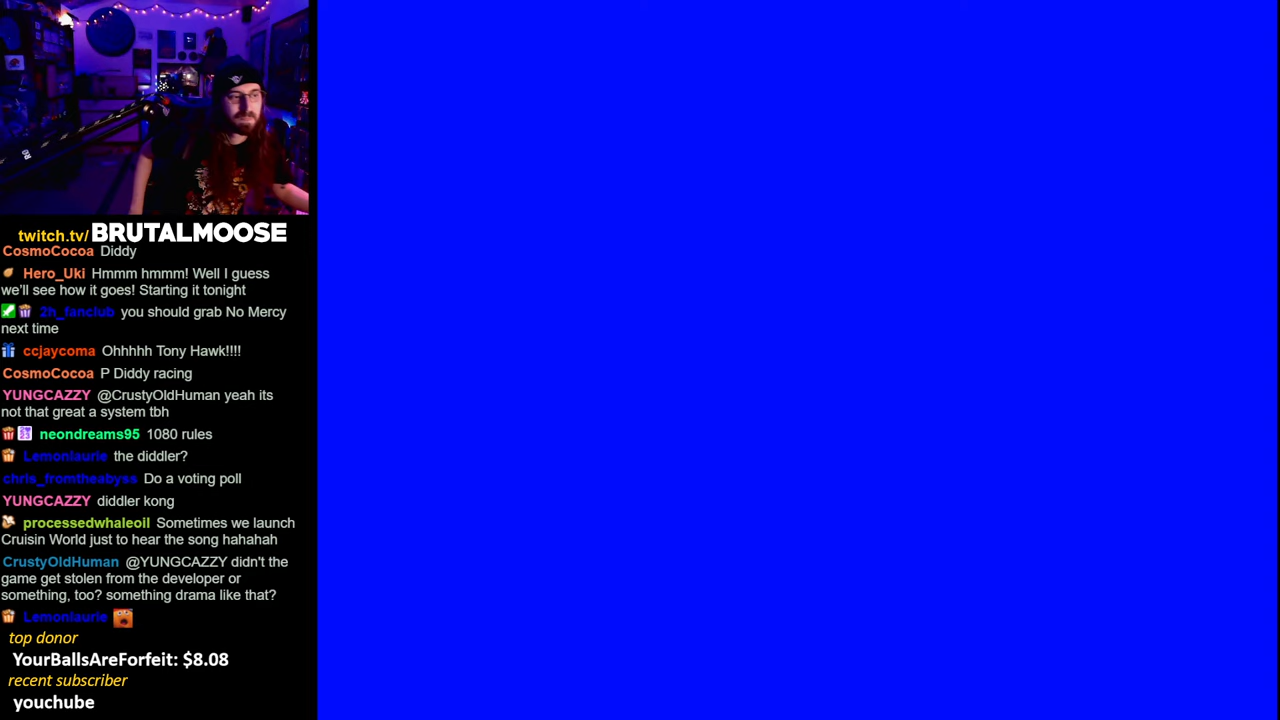 twitch.tv/BRUTALMOOSE
CosmoCocoa Diddy
Hero_Uki Hmmm hmmm! Well I guess
we'll see how it goes! Starting it tonight
2h_fanclub you should grab No Mercy
next time
ccjaycoma Ohhhhh Tony Hawk!!!!
CosmoCocoa P Diddy racing
YUNGCAZZY @CrustyOldHuman yeah its
not that great a system tbh
neondreams95 1080 rules
Lemonlaurie the diddler?
chris_fromtheabyss Do a voting poll
YUNGCAZZY diddler kong
processedwhaleoil Sometimes we launch
Cruisin World just to hear the song hahahah
CrustyOldHuman @YUNGCAZZY didn't the
game get stolen from the developer or
something, too? something drama like that?
Lemonlaurie
top donor
YourBallsAreForfeit: $8.08
recent subscriber
youchube